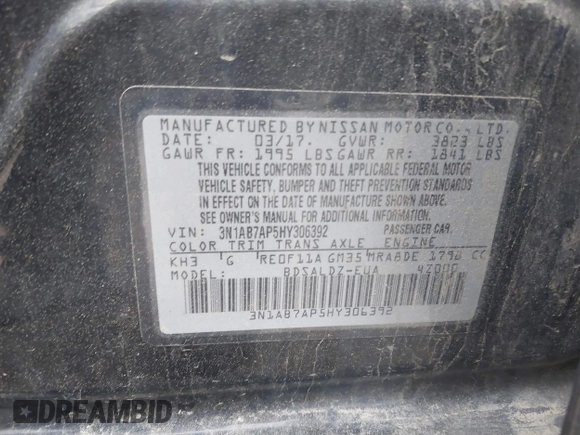 MANUFACTURED BY NISSAN MOTOR CO., LTD.
DATE: 03/17. GVWR: 3823 LBS
GAWR FR: 1995 LBS GAWR RR: 1841 LBS
THIS VEHICLE CONFORMS TO ALL APPLICABLE FEDERAL MOTOR
VEHICLE SAFETY, BUMPER AND THEFT PREVENTION STANDARDS
IN EFFECT ON THE DATE OF MANUFACTURE SHOWN ABOVE.
SEE OWNER'S MANUAL FOR ADDITIONAL INFORMATION.
VIN: 3N1AB7AP5HY306392 PASSENGER CAR
COLOR TRIM TRANS AXLE ENGINE
KH3 G RE0F11A GM35 MRA8DE 1798 CC
MODEL: BDSALDZ-EUA
3N1AB7AP5HY306392
DREAMBID